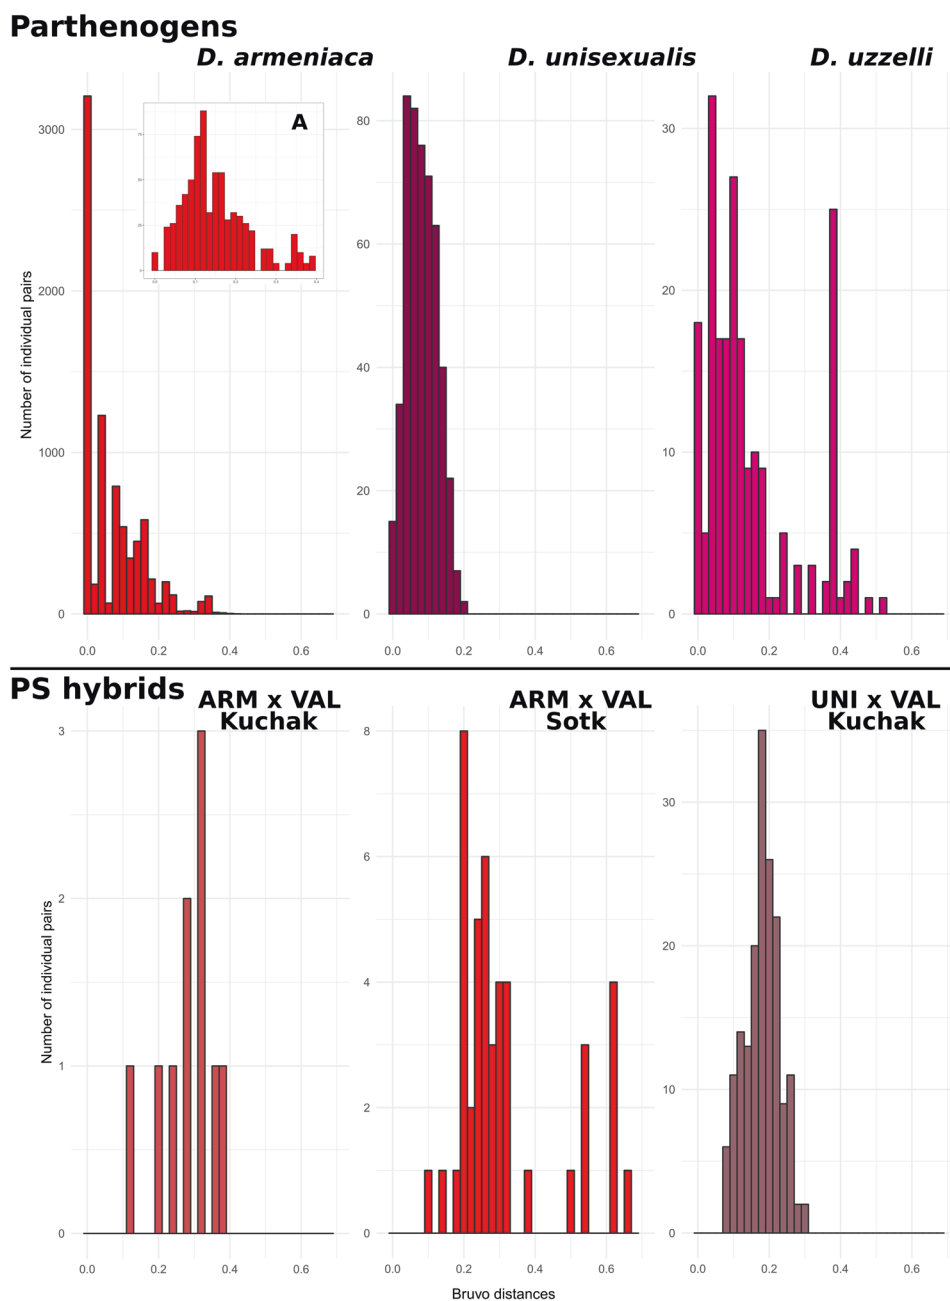 Parthenogens
D. armeniaca
D. unisexualis
D. uzzelli
A
Number of individual pairs
3000
2000
1000
0
80
60
40
20
0
30
20
10
0
0.0 0.2 0.4 0.6
0.0 0.2 0.4 0.6
0.0 0.2 0.4 0.6
PS hybrids
ARM x VAL
Kuchak
ARM x VAL
Sotk
UNI x VAL
Kuchak
Number of individual pairs
3
2
1
0
8
6
4
2
0
30
20
10
0
0.0 0.2 0.4 0.6
0.0 0.2 0.4 0.6
0.0 0.2 0.4 0.6
Bruvo distances